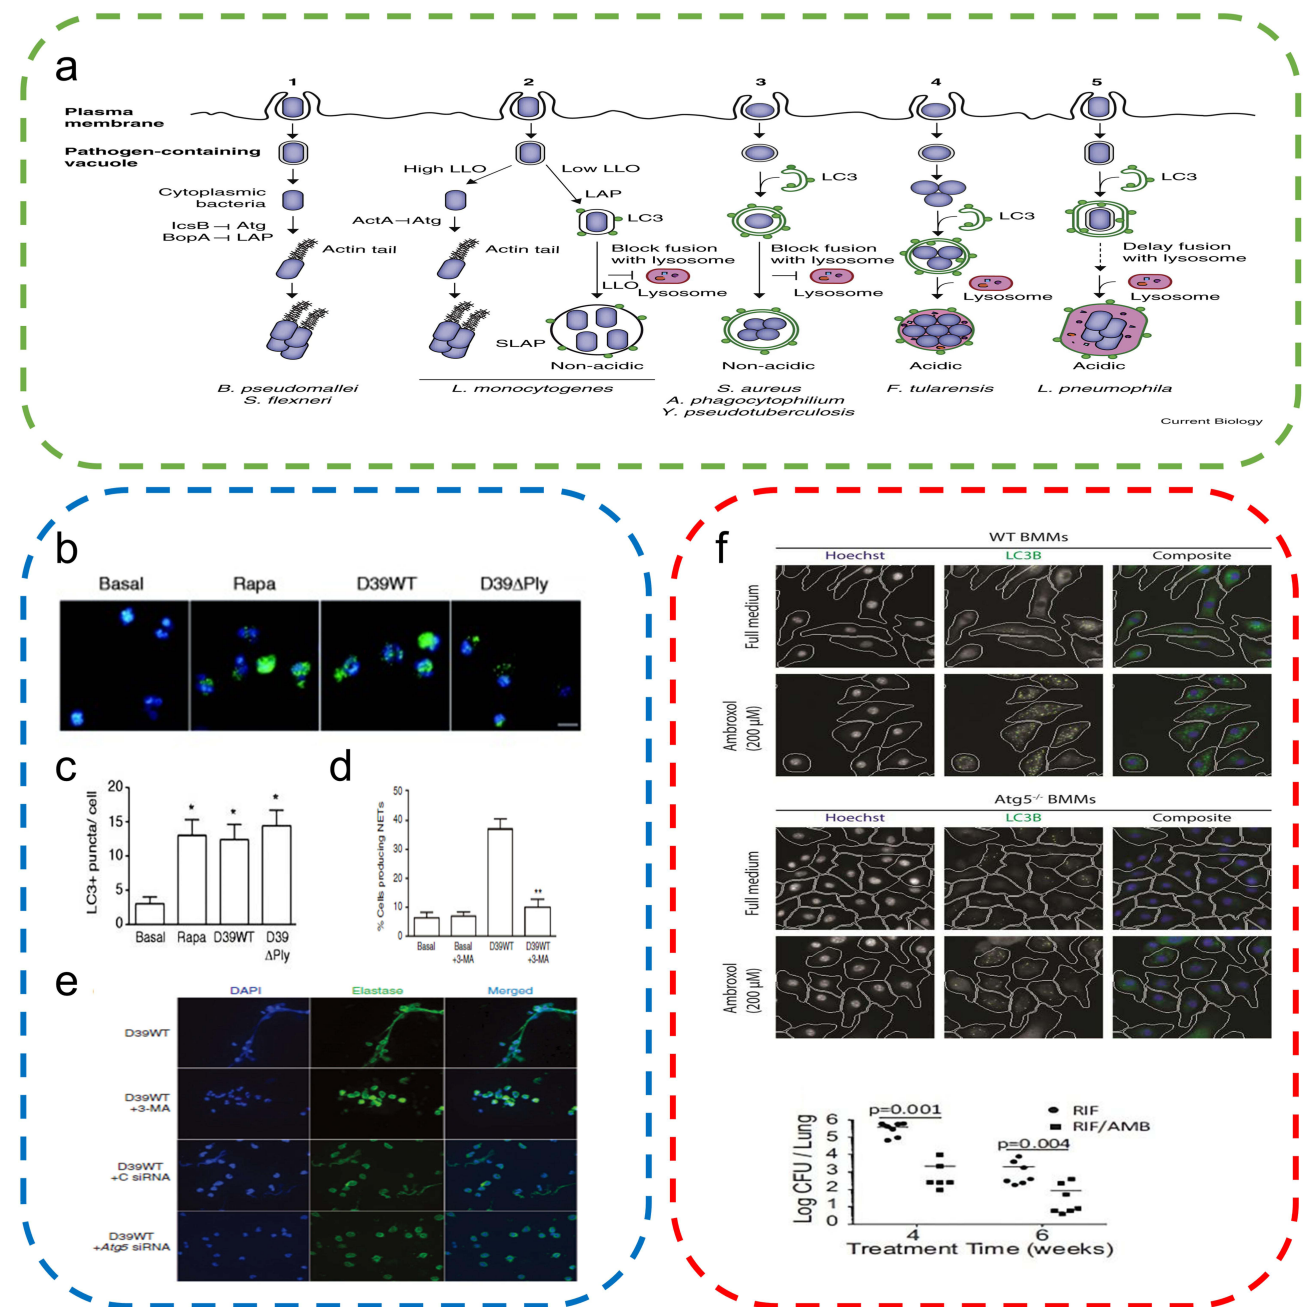 a
1 2 3 4 5
Plasma
membrane
Pathogen-containing
vacuole
High LLO
Low LLO
LC3
LC3
LC3
Cytoplasmic
bacteria
LAP
LC3
IcsB ⊣ Atg
BopA ⊣ LAP
ActA ⊣ Atg
Actin tail
Actin tail
Block fusion
with lysosome
Block fusion
with lysosome
Delay fusion
with lysosome
LLO
Lysosome
Lysosome
Lysosome
Lysosome
SLAP
Non-acidic
Non-acidic
Acidic
Acidic
B. pseudomallei
S. flexneri
L. monocytogenes
S. aureus
A. phagocytophilium
Y. pseudotuberculosis
F. tularensis
L. pneumophila
Current Biology
b
Basal Rapa D39WT D39ΔPly
c
LC3+ puncta/ cell
20
15
10
5
0
* * *
Basal Rapa D39WT D39
ΔPly
d
% Cells producing NETs
50
40
30
20
10
0
**
Basal Basal
+3-MA
D39WT D39WT
+3-MA
e
DAPI Elastase Merged
D39WT
D39WT
+3-MA
D39WT
+C siRNA
D39WT
+Atg5 siRNA
f
WT BMMs
Hoechst LC3B Composite
Full medium
Ambroxol
(200 µM)
Atg5-/- BMMs
Hoechst LC3B Composite
Full medium
Ambroxol
(200 µM)
Log CFU / Lung
6
5
4
3
2
1
0
p=0.001
p=0.004
RIF
RIF/AMB
4 6
Treatment Time (weeks)